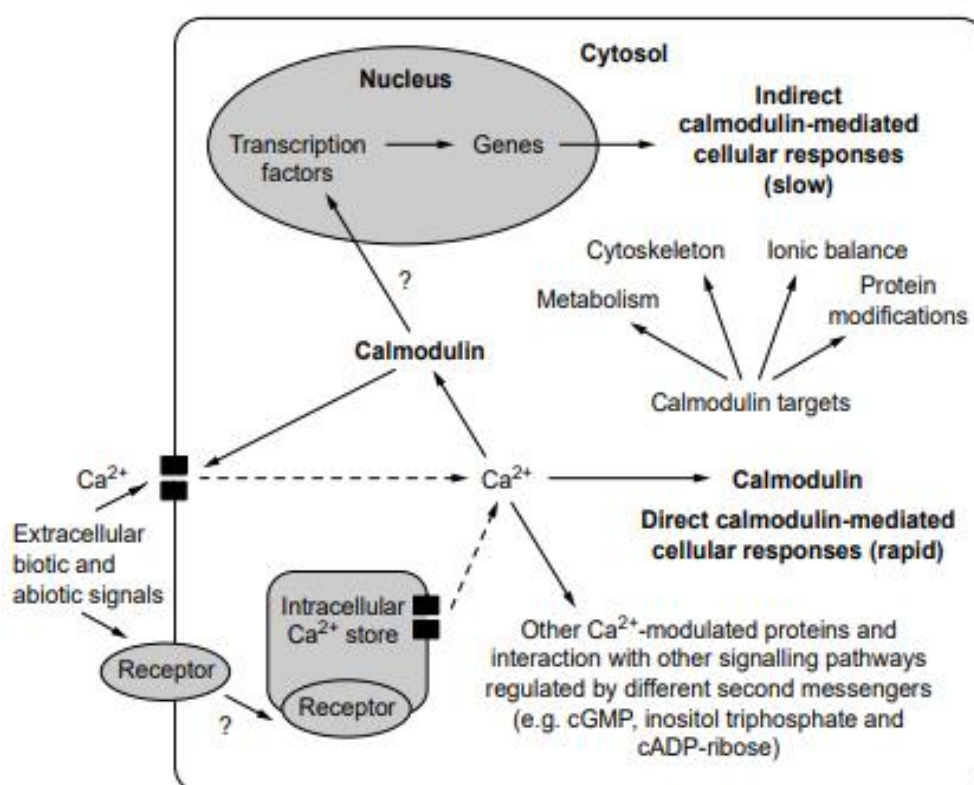 Cytosol
Nucleus
Transcription
factors
Genes
Indirect
calmodulin-mediated
cellular responses
(slow)
?
Cytoskeleton
Ionic balance
Metabolism
Protein
modifications
Calmodulin
Calmodulin targets
Ca²⁺
Ca²⁺
Calmodulin
Direct calmodulin-mediated
cellular responses (rapid)
Extracellular
biotic and
abiotic signals
Intracellular
Ca²⁺ store
Receptor
?
Receptor
Other Ca²⁺-modulated proteins and
interaction with other signalling pathways
regulated by different second messengers
(e.g. cGMP, inositol triphosphate and
cADP-ribose)